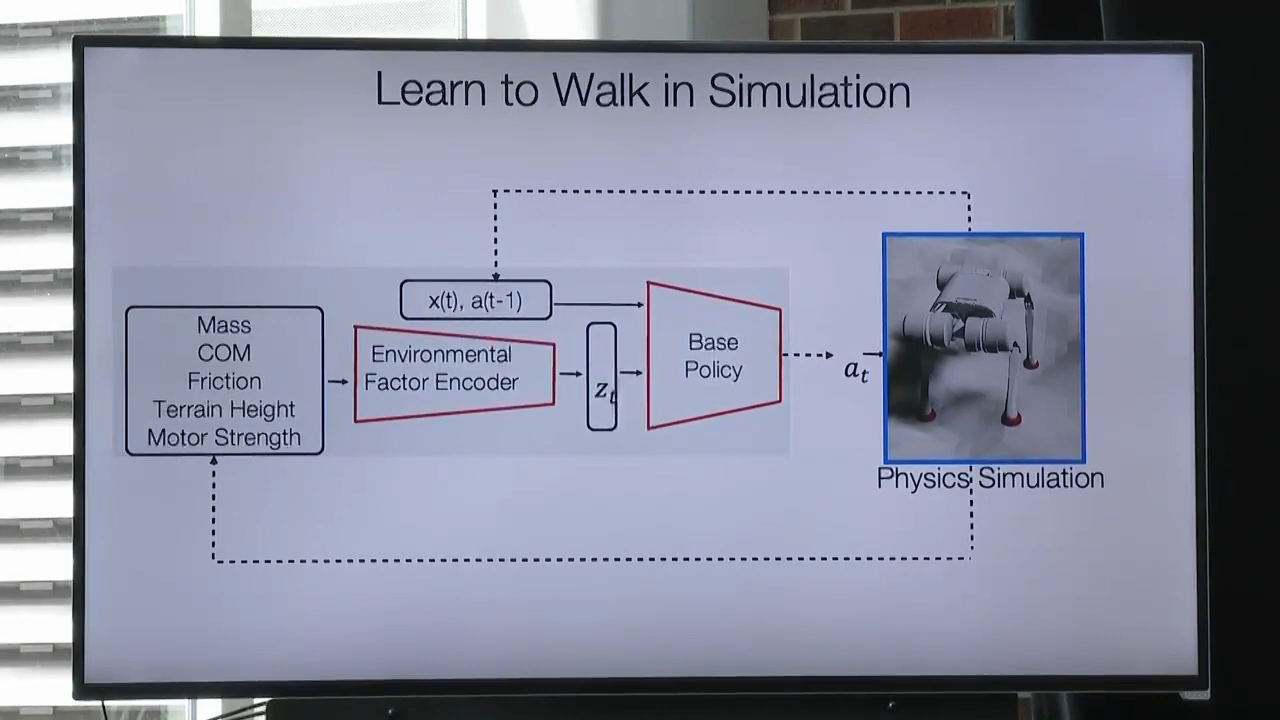 Learn to Walk in Simulation
x(t), a(t-1)
Mass
COM
Friction
Terrain Height
Motor Strength
Environmental
Factor Encoder
z_t
Base
Policy
a_t
Physics Simulation